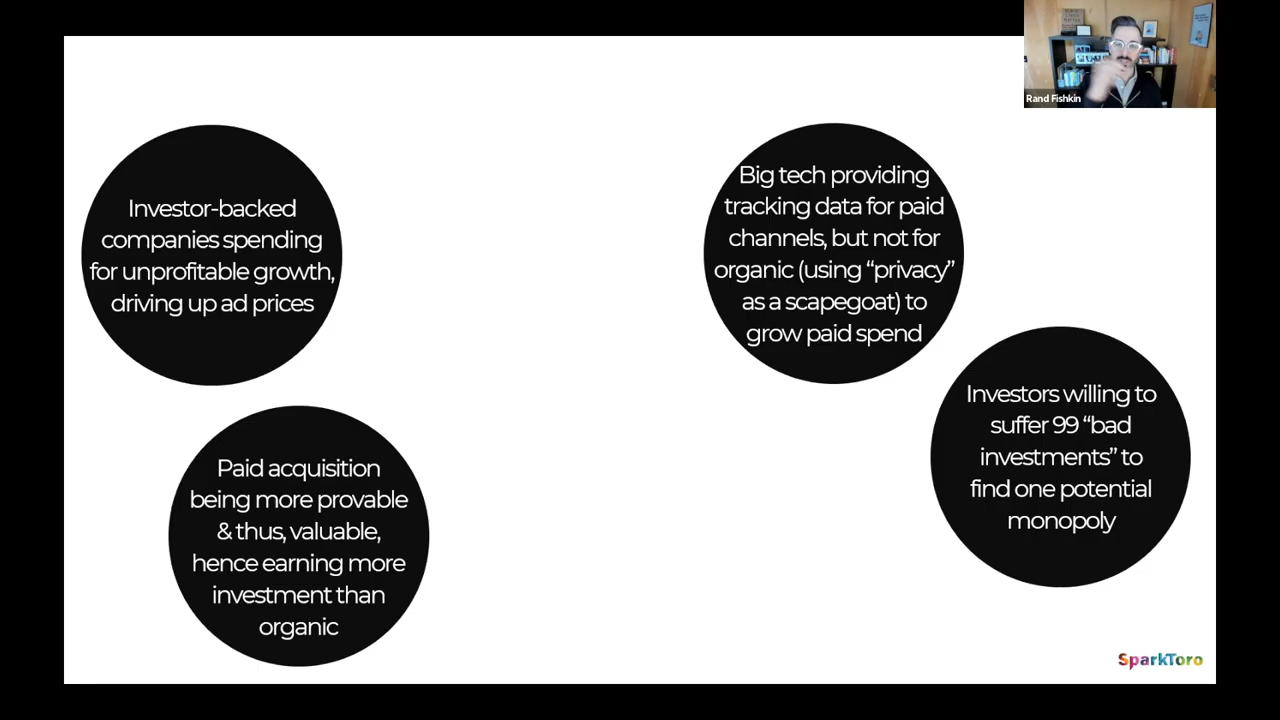 Investor-backed
companies spending
for unprofitable growth,
driving up ad prices
Paid acquisition
being more provable
& thus, valuable,
hence earning more
investment than
organic
Big tech providing
tracking data for paid
channels, but not for
organic (using “privacy”
as a scapegoat) to
grow paid spend
Investors willing to
suffer 99 “bad
investments” to
find one potential
monopoly
Rand Fishkin
SparkToro